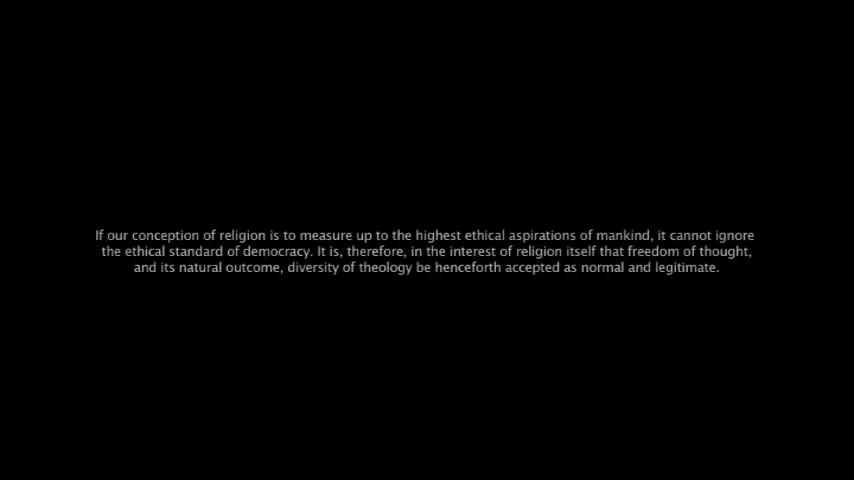 If our conception of religion is to measure up to the highest ethical aspirations of mankind, it cannot ignore
the ethical standard of democracy. It is, therefore, in the interest of religion itself that freedom of thought,
and its natural outcome, diversity of theology be henceforth accepted as normal and legitimate.